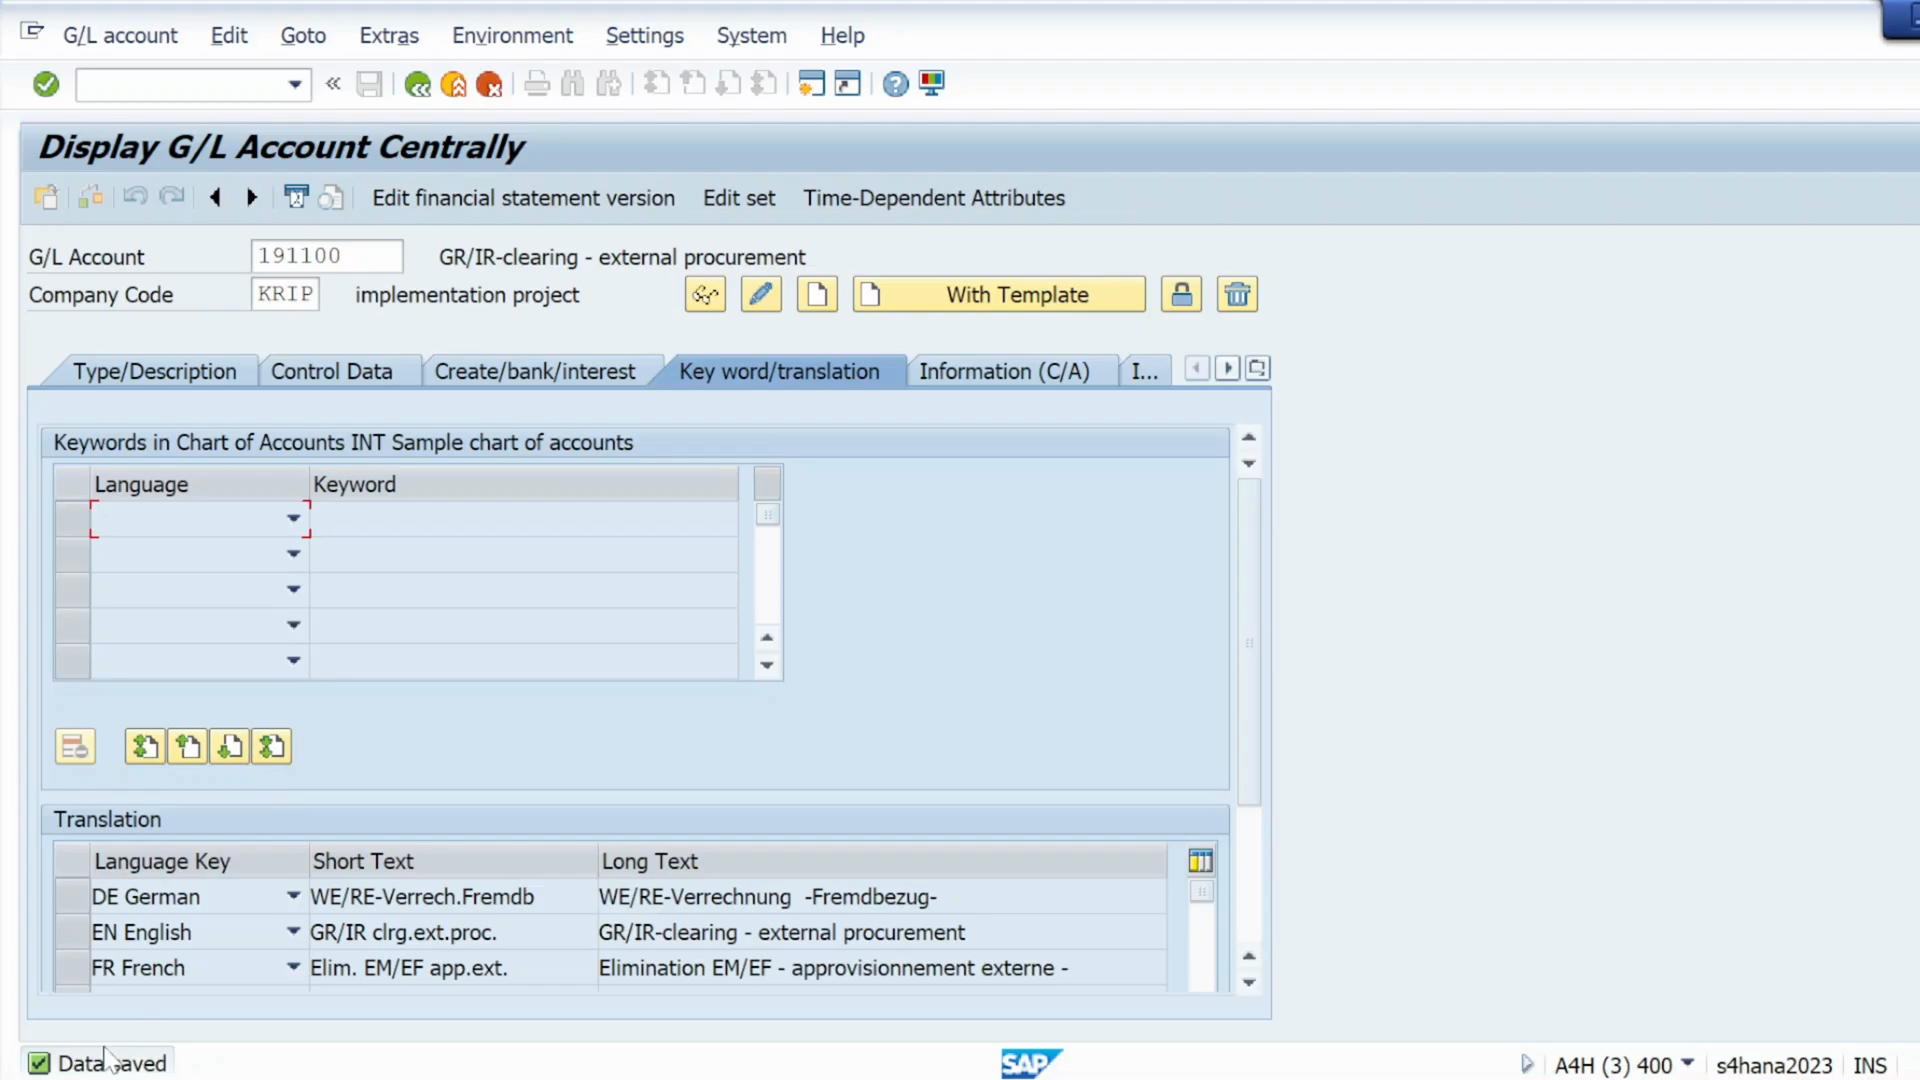 G/L account Edit Goto Extras Environment Settings System Help
Display G/L Account Centrally
Edit financial statement version Edit set Time-Dependent Attributes
G/L Account 191100 GR/IR-clearing - external procurement
Company Code KRIP implementation project With Template
Type/Description Control Data Create/bank/interest Key word/translation Information (C/A) I...
Keywords in Chart of Accounts INT Sample chart of accounts
Language Keyword
Translation
Language Key Short Text Long Text
DE German WE/RE-Verrech.Fremdb WE/RE-Verrechnung -Fremdbezug-
EN English GR/IR clrg.ext.proc. GR/IR-clearing - external procurement
FR French Elim. EM/EF app.ext. Elimination EM/EF - approvisionnement externe -
Data saved SAP A4H (3) 400 s4hana2023 INS